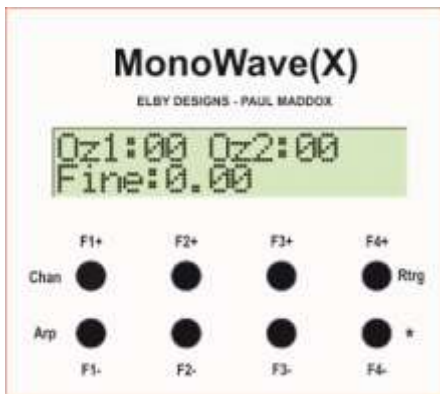 MonoWave(X)
ELBY DESIGNS - PAUL MADDOX
Oz1:00 Oz2:00
Fine:0.00
F1+ F2+ F3+ F4+
Chan Rtrg
Arp *
F1- F2- F3- F4-